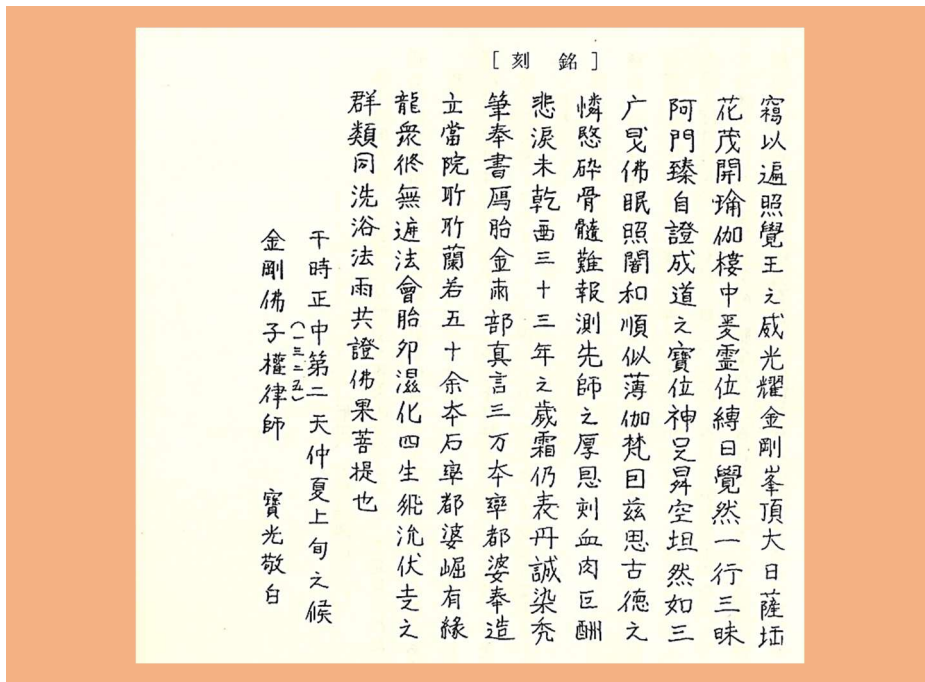 [刻銘]
竊以遍照覺王之威光耀金剛峯頂大日薩埵
花茂開瑜伽樓中爰靈位縛日覺然一行三昧
阿門臻自證成道之寶位神足昇空坦然如三
广旻佛眠照闇和順似薄伽梵因茲思古德之
憐愍砕骨髓難報測先師之厚恩刻血肉叵酬
悲淚未乾西三十三年之歲霜仍表丹誠染禿
筆奉書寫胎金両部真言三万本率都婆奉造
立當院所所蘭若五十余本石率都婆崛有緣
龍衆修無遮法會胎卵濕化四生飛沈伏走之
群類同洗浴法雨共證佛果菩提也
干時正中第二天仲夏上旬之候
(一三二五)
金剛佛子權律師 寶光敬白